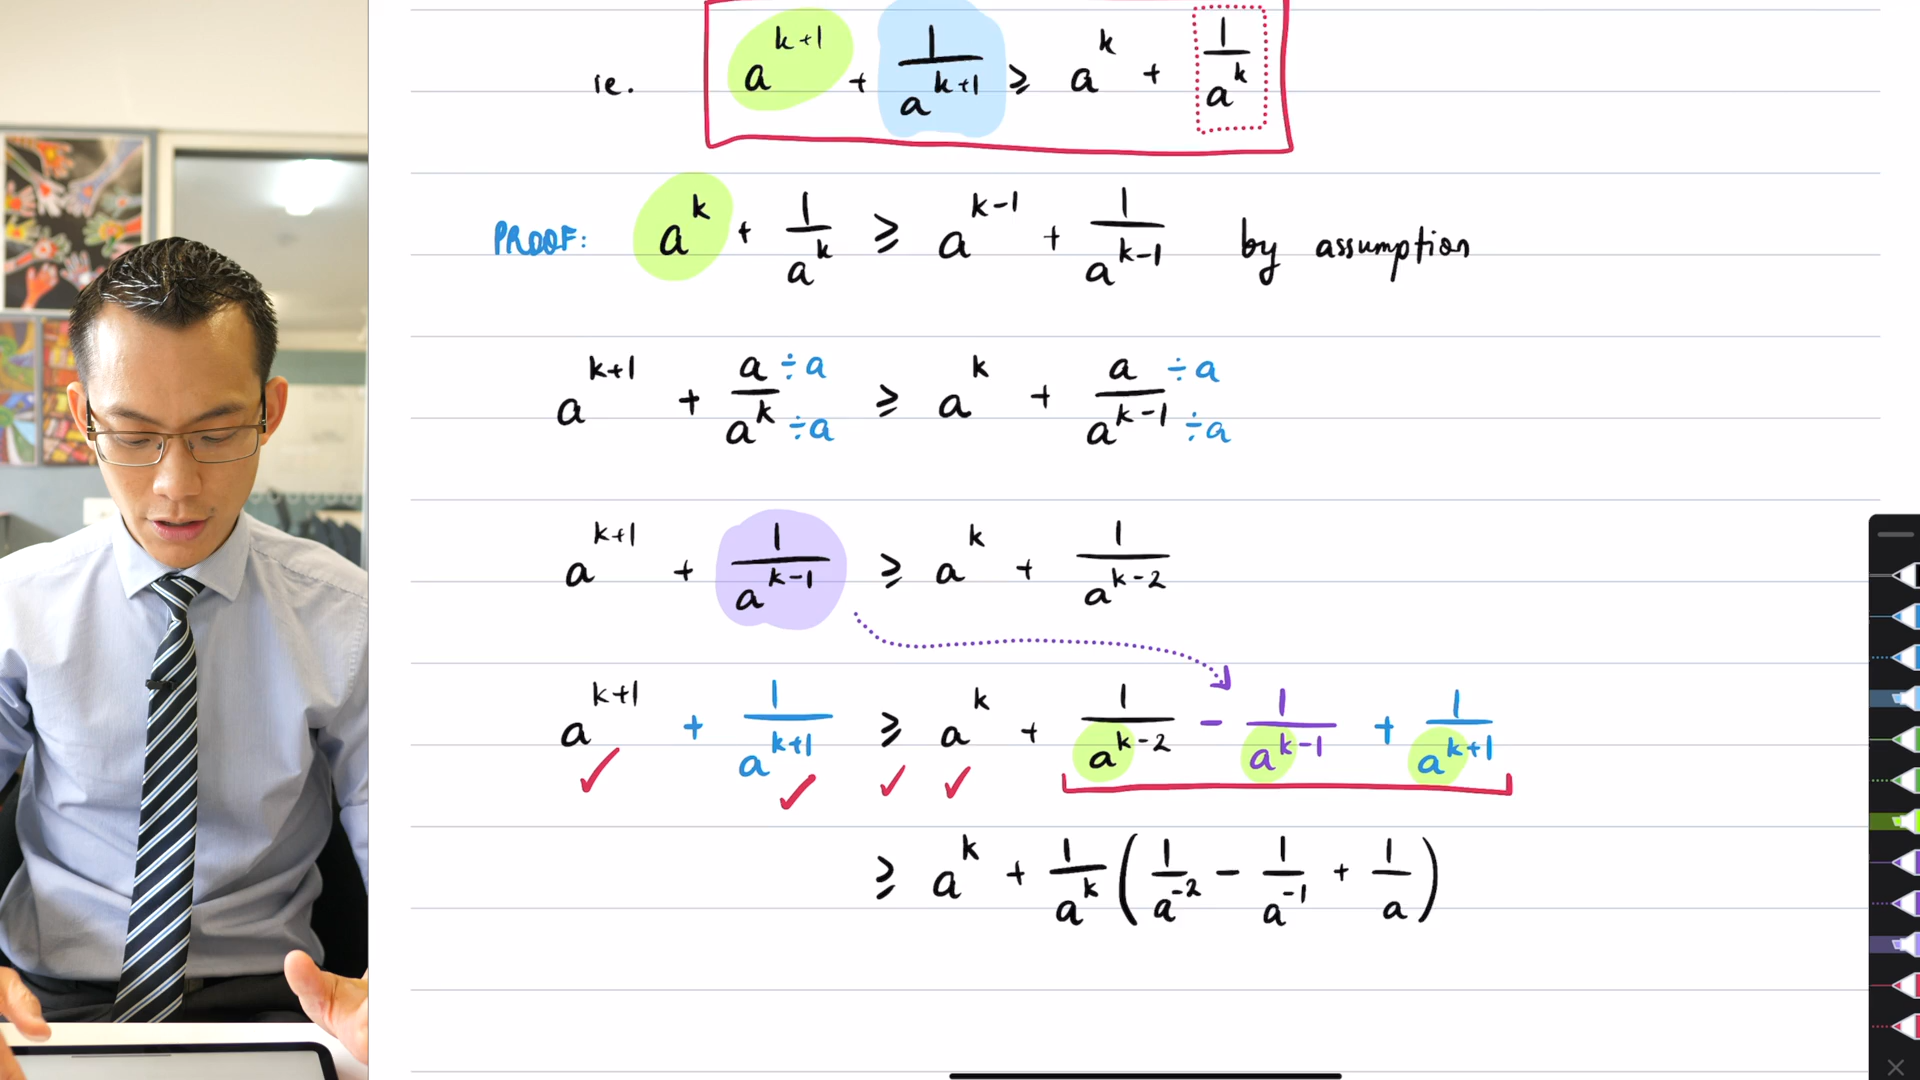 ie. a^{k+1} + 1/a^{k+1} ≥ a^k + 1/a^k
PROOF: a^k + 1/a^k ≥ a^{k-1} + 1/a^{k-1} by assumption
a^{k+1} + a ÷a/a^k ÷a ≥ a^k + a ÷a/a^{k-1} ÷a
a^{k+1} + 1/a^{k-1} ≥ a^k + 1/a^{k-2}
a^{k+1} + 1/a^{k+1} ≥ a^k + 1/a^{k-2} - 1/a^{k-1} + 1/a^{k+1}
≥ a^k + 1/a^k (1/a^{-2} - 1/a^{-1} + 1/a)